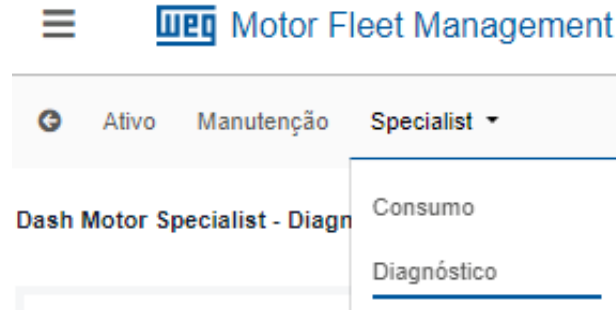 weg Motor Fleet Management
Ativo Manutenção Specialist
Dash Motor Specialist - Diagn
Consumo
Diagnóstico